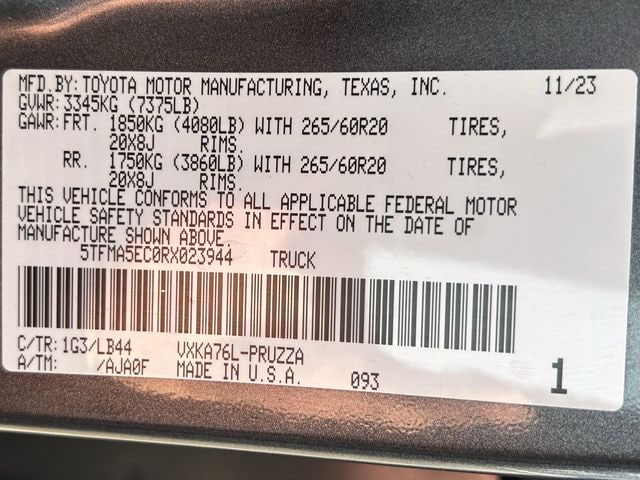 MFD.BY: TOYOTA MOTOR MANUFACTURING, TEXAS, INC. 11/23
GVWR: 3345KG (7375LB)
GAWR: FRT. 1850KG (4080LB) WITH 265/60R20 TIRES,
20X8J RIMS.
RR. 1750KG (3860LB) WITH 265/60R20 TIRES,
20X8J RIMS.
THIS VEHICLE CONFORMS TO ALL APPLICABLE FEDERAL MOTOR
VEHICLE SAFETY STANDARDS IN EFFECT ON THE DATE OF
MANUFACTURE SHOWN ABOVE.
5TFMA5EC0RX023944 TRUCK
C/TR: 1G3/LB44 VXKA76L-PRUZZA
A/TM: /AJA0F MADE IN U.S.A. 093 1